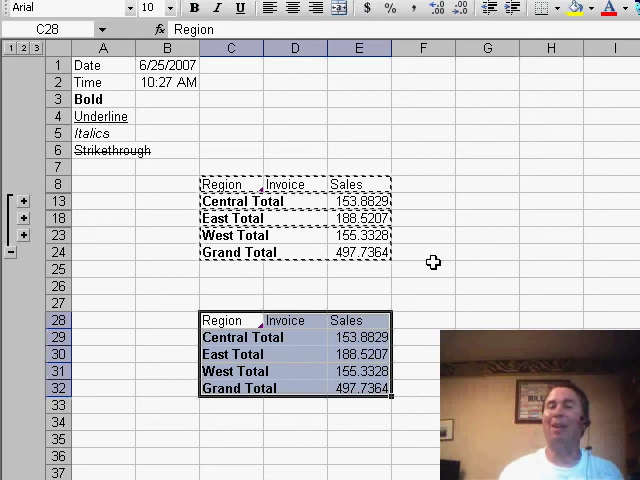 Arial 10 B I U $ % ,
C28 fx Region
1 2 3 A B C D E F G H I
1 Date 6/25/2007
2 Time 10:27 AM
3 Bold
4 Underline
5 Italics
6 Strikethrough
7
8 Region Invoice Sales
13 Central Total 153.8829
18 East Total 188.5207
23 West Total 155.3328
24 Grand Total 497.7364
25
26
27
28 Region Invoice Sales
29 Central Total 153.8829
30 East Total 188.5207
31 West Total 155.3328
32 Grand Total 497.7364
33
34
35
36
37